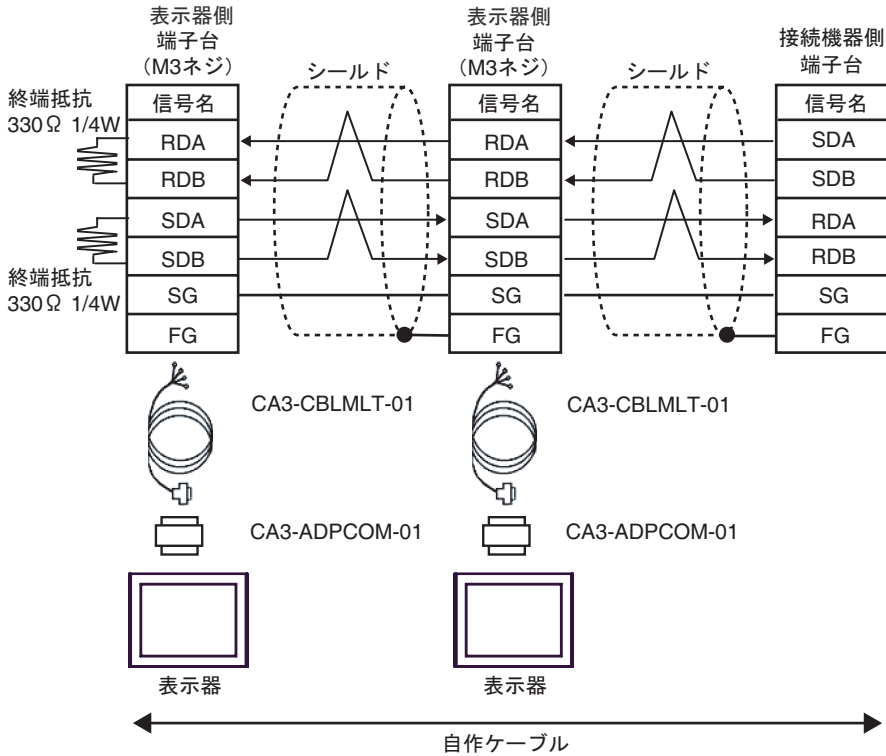 表示器側
端子台
（M3ネジ）
表示器側
端子台
（M3ネジ）
接続機器側
端子台
シールド
シールド
終端抵抗
330Ω 1/4W
終端抵抗
330Ω 1/4W
信号名
RDA
RDB
SDA
SDB
SG
FG
信号名
RDA
RDB
SDA
SDB
SG
FG
信号名
SDA
SDB
RDA
RDB
SG
FG
CA3-CBLMLT-01
CA3-CBLMLT-01
CA3-ADPCOM-01
CA3-ADPCOM-01
表示器
表示器
自作ケーブル